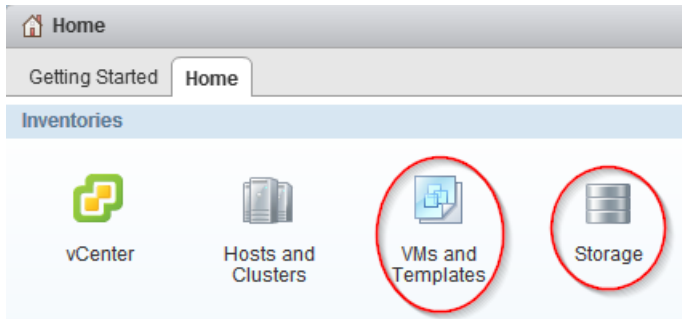 Home
Getting Started Home
Inventories
vCenter Hosts and Clusters VMs and Templates Storage